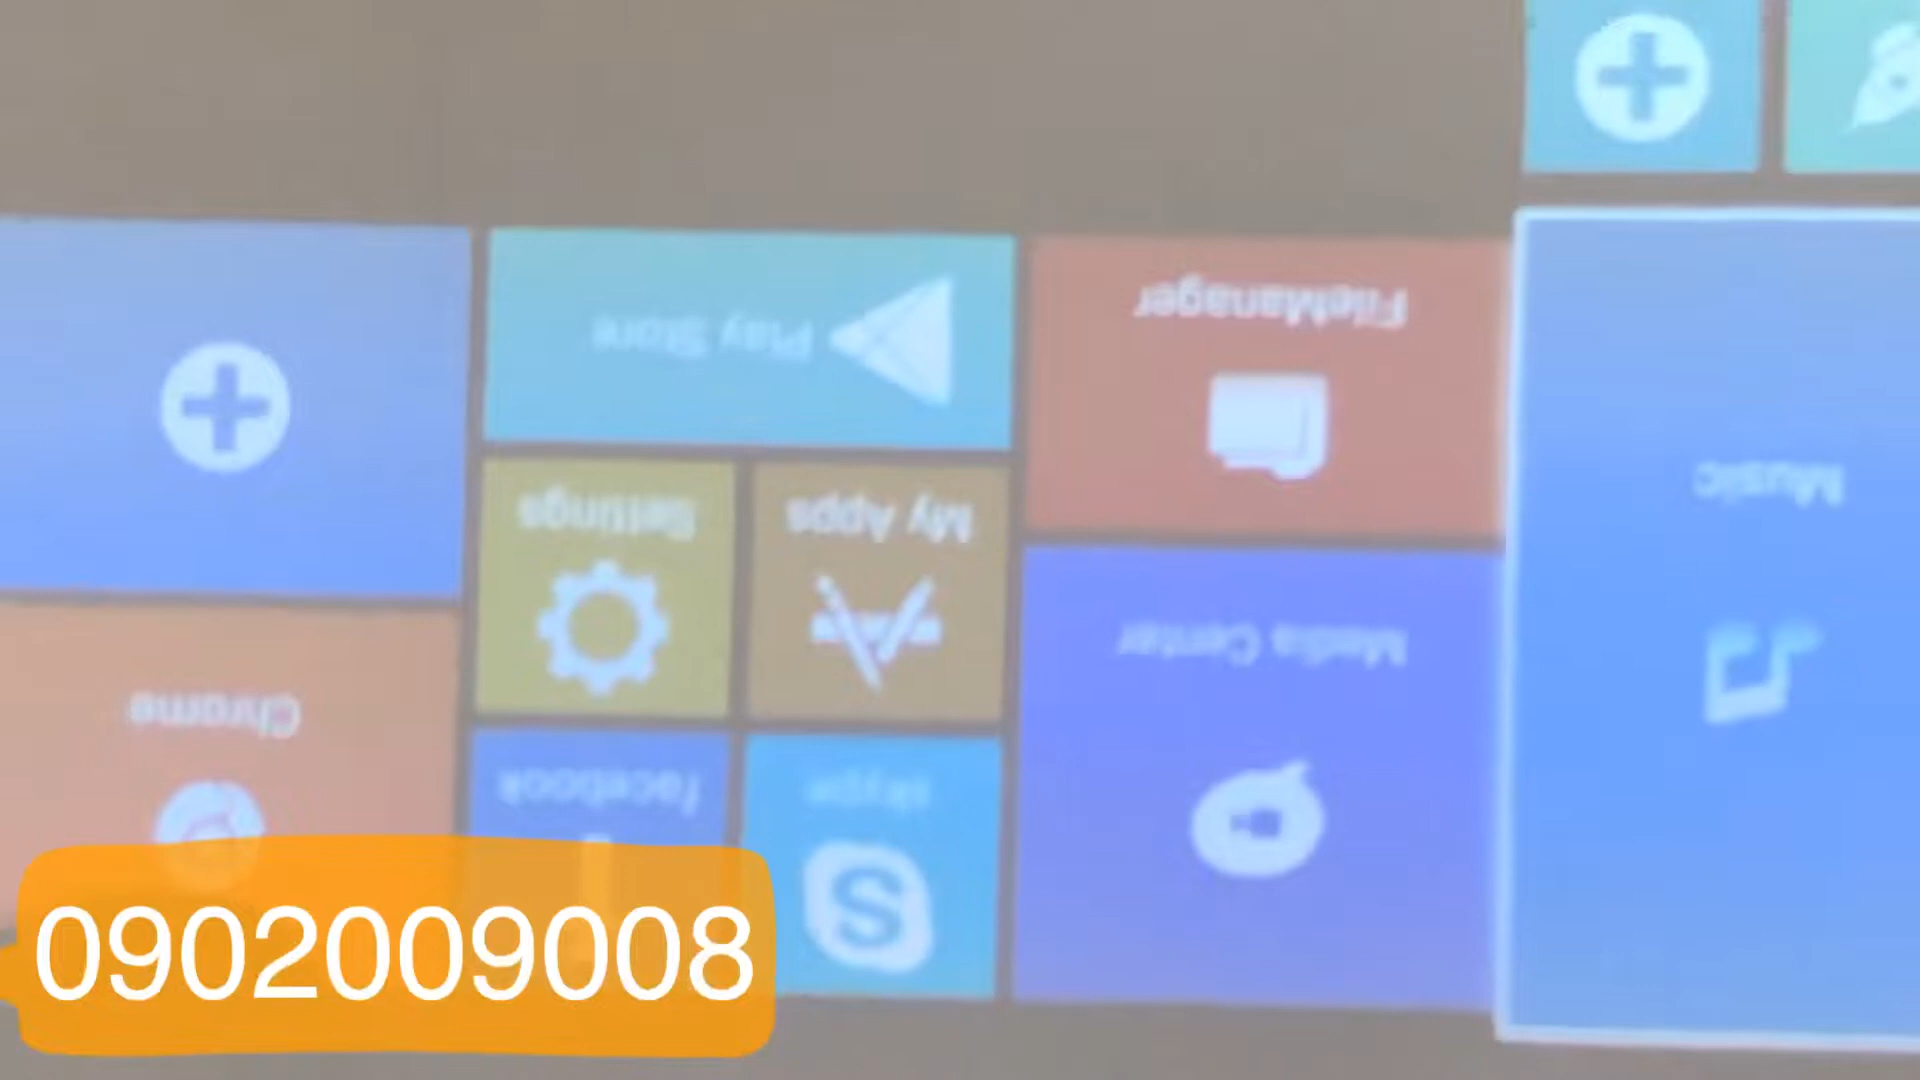 FileManager
Play Store
Music
Settings
My Apps
Media Center
Chrome
facebook
skype
0902009008